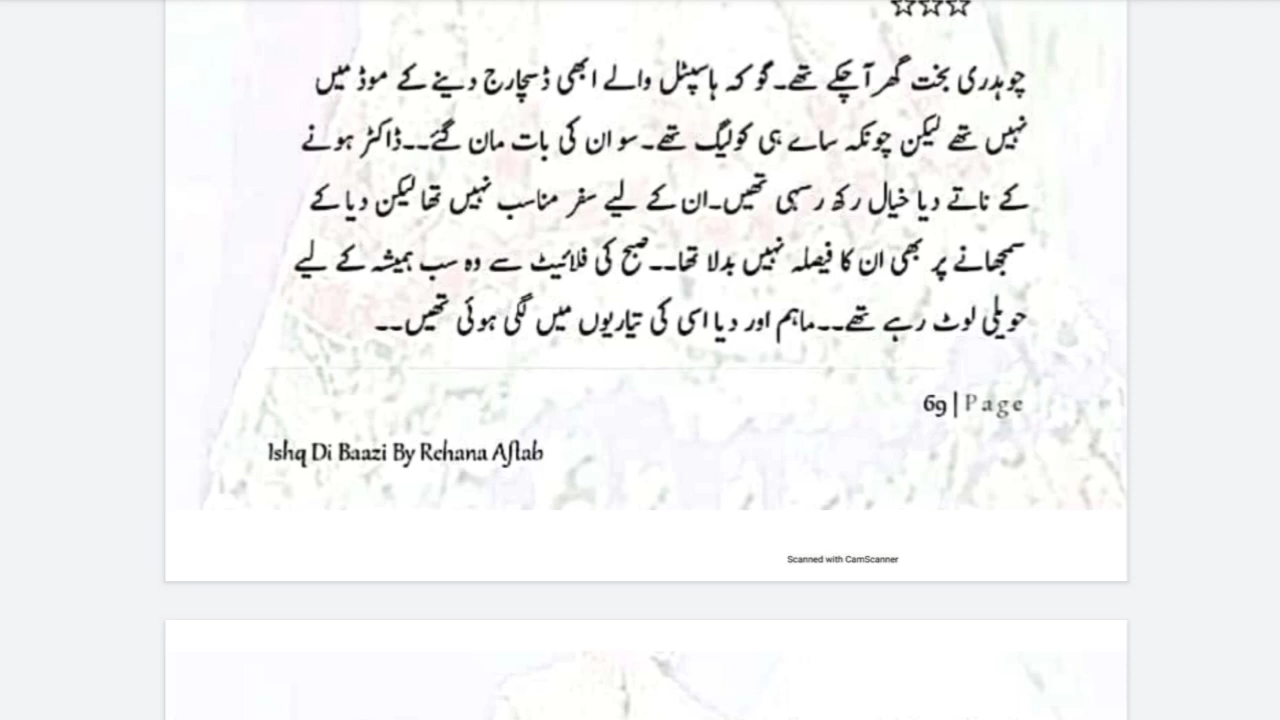 ☆☆☆
چوہدری بخت گھر آ چکے تھے۔گو کہ ہاسپٹل والے ابھی ڈسچارج دینے کے موڈ میں
نہیں تھے لیکن چونکہ سارے ہی کولیگ تھے۔سو ان کی بات مان گئے۔۔ڈاکٹر ہونے
کے ناتے دیا خیال رکھ رسہی تھیں۔ان کے لیے سفر مناسب نہیں تھا لیکن دیا کے
سمجھانے پر بھی ان کا فیصلہ نہیں بدلا تھا۔۔صبح کی فلائیٹ سے وہ سب ہمیشہ کے لیے
حویلی لوٹ رہے تھے۔۔ماہم اور دیا اسی کی تیاریوں میں لگی ہوئی تھیں۔۔
69 | Page
Ishq Di Baazi By Rehana Aftab
Scanned with CamScanner